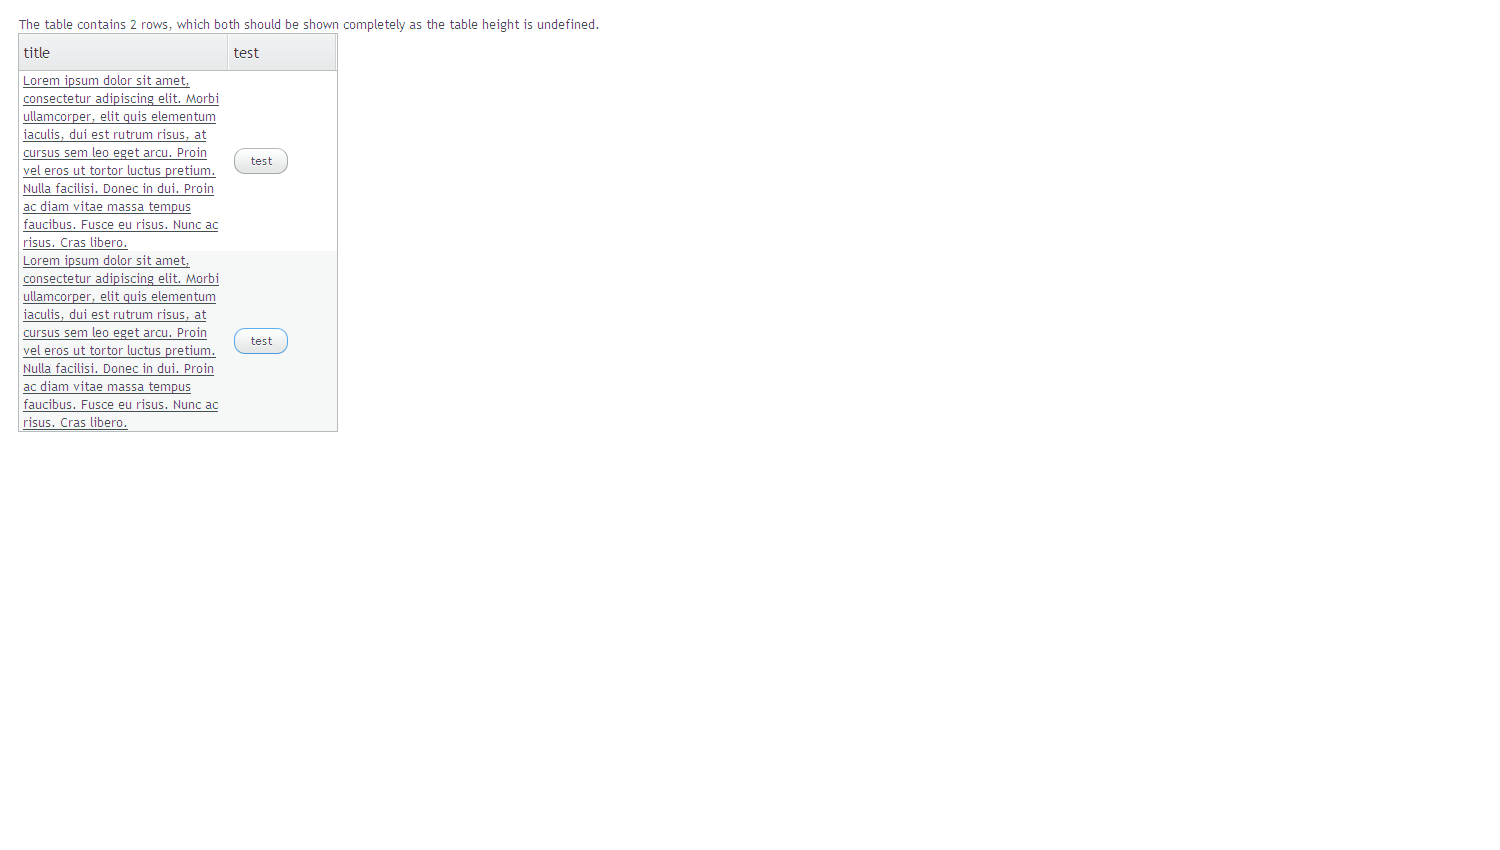 The table contains 2 rows, which both should be shown completely as the table height is undefined.
title test
Lorem ipsum dolor sit amet,
consectetur adipiscing elit. Morbi
ullamcorper, elit quis elementum
iaculis, dui est rutrum risus, at
cursus sem leo eget arcu. Proin
vel eros ut tortor luctus pretium.
Nulla facilisi. Donec in dui. Proin
ac diam vitae massa tempus
faucibus. Fusce eu risus. Nunc ac
risus. Cras libero.
test
Lorem ipsum dolor sit amet,
consectetur adipiscing elit. Morbi
ullamcorper, elit quis elementum
iaculis, dui est rutrum risus, at
cursus sem leo eget arcu. Proin
vel eros ut tortor luctus pretium.
Nulla facilisi. Donec in dui. Proin
ac diam vitae massa tempus
faucibus. Fusce eu risus. Nunc ac
risus. Cras libero.
test